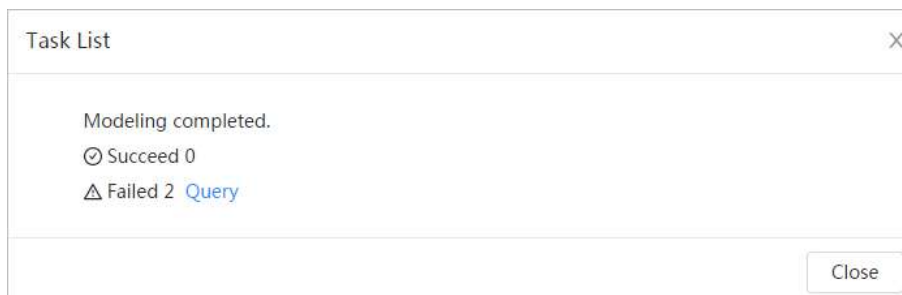 Task List
Modeling completed.
Succeed 0
Failed 2 Query
Close